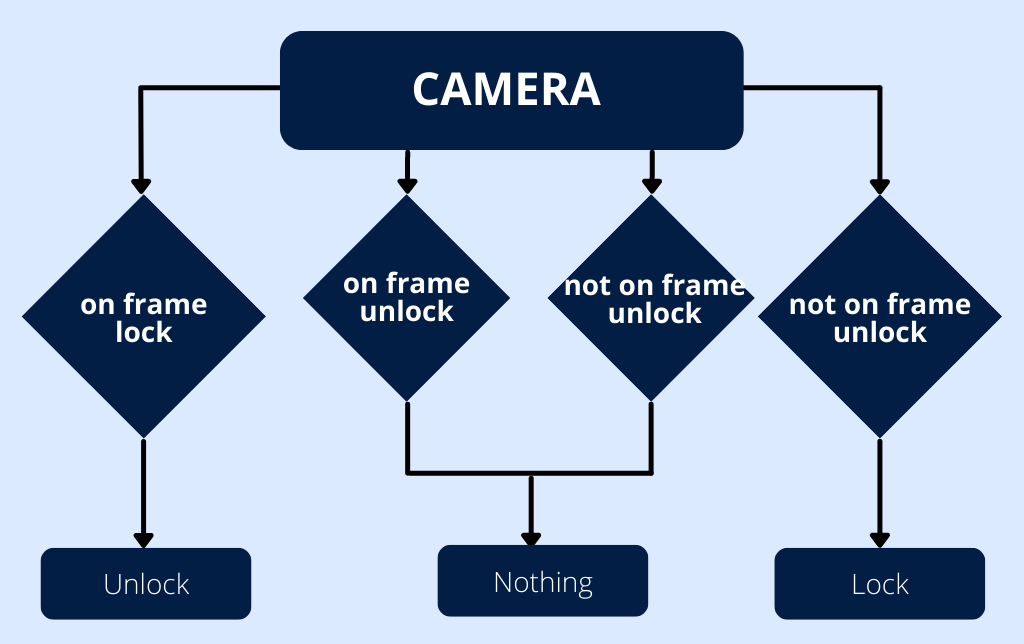 CAMERA
on frame
lock
on frame
unlock
not on frame
unlock
not on frame
unlock
Unlock
Nothing
Lock